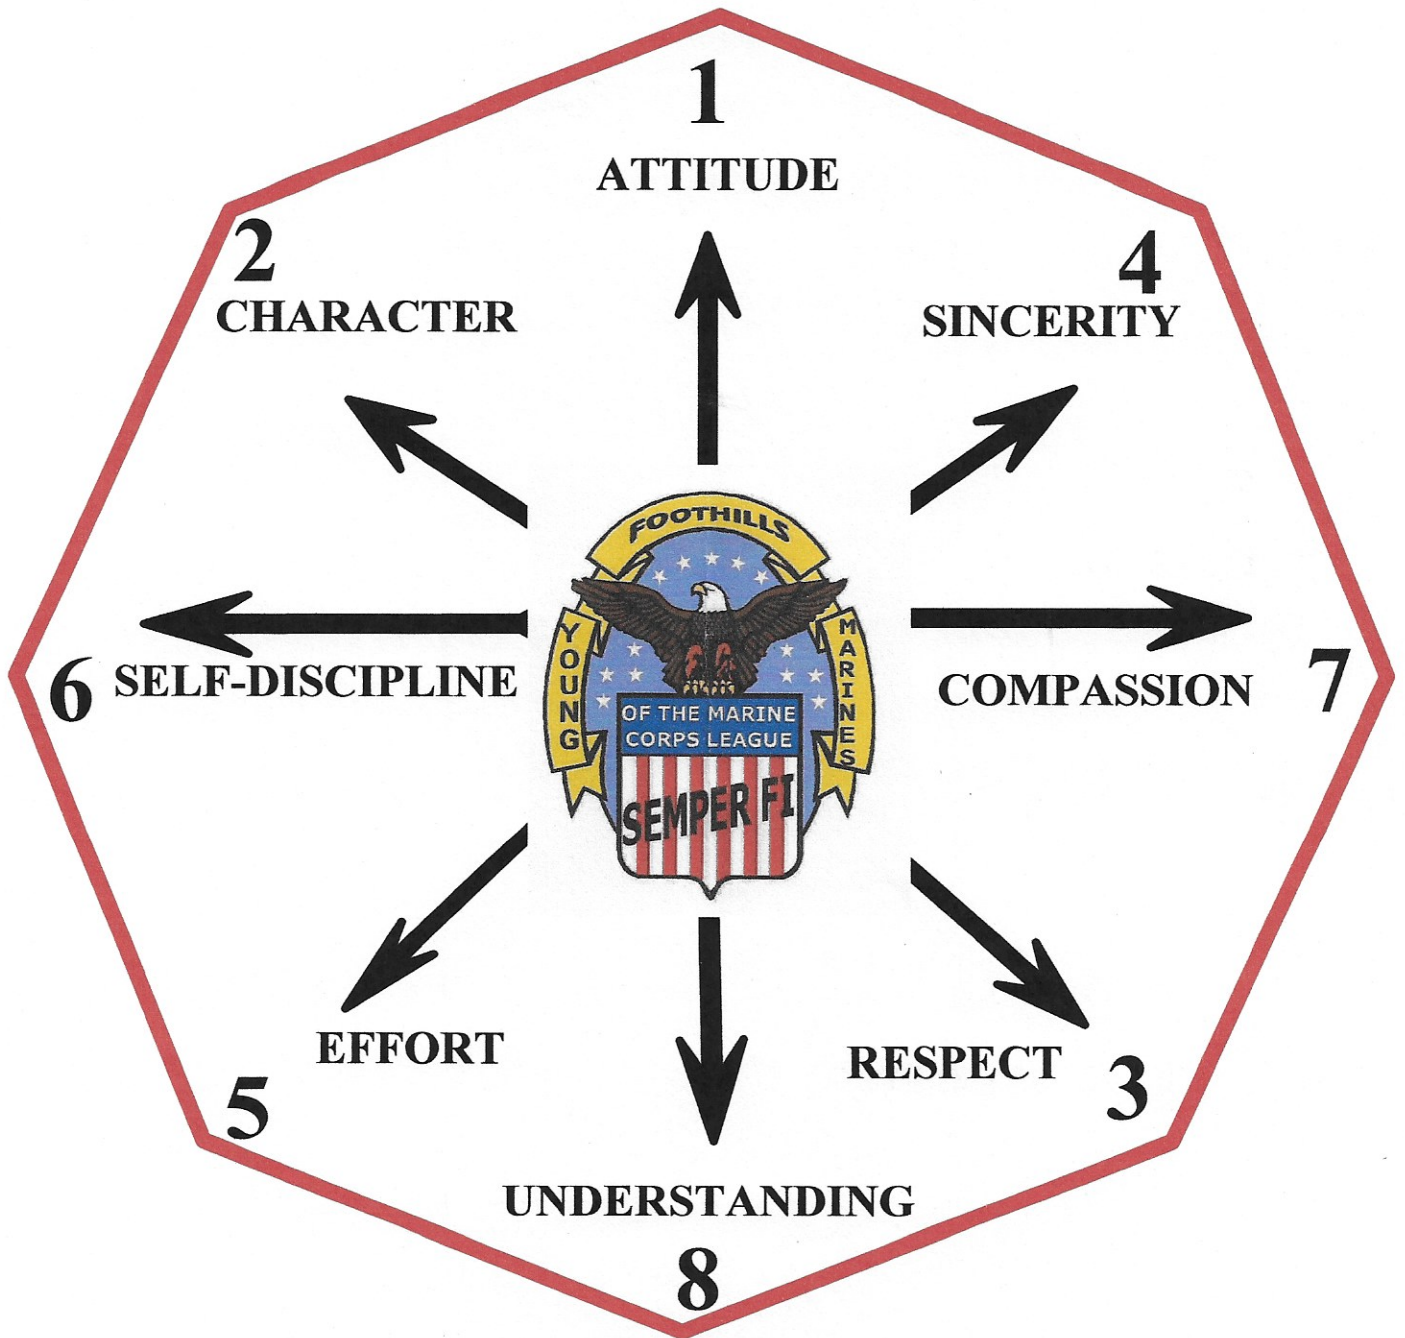 1
ATTITUDE
2
CHARACTER
4
SINCERITY
FOOTHILLS
YOUNG
MARINES
OF THE MARINE
CORPS LEAGUE
SEMPER FI
6 SELF-DISCIPLINE
COMPASSION 7
EFFORT
5
RESPECT
3
UNDERSTANDING
8